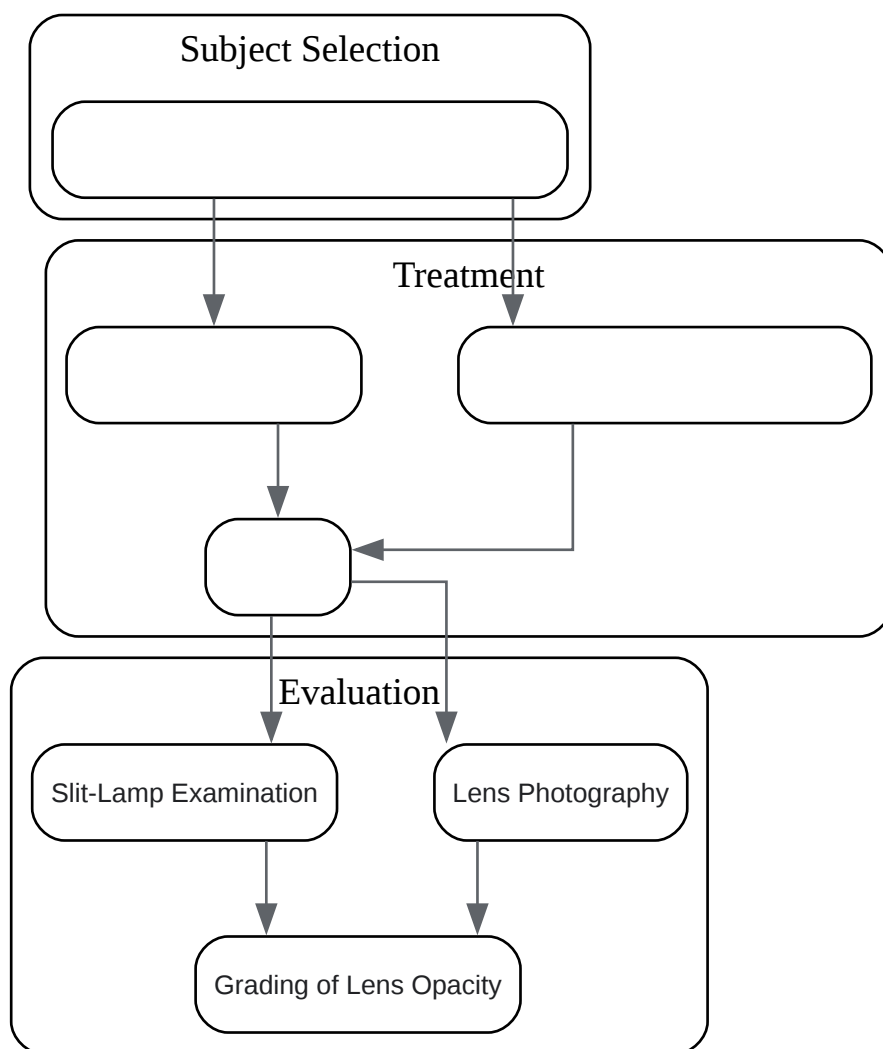 Subject Selection
Treatment
Evaluation
Slit-Lamp Examination
Lens Photography
Grading of Lens Opacity